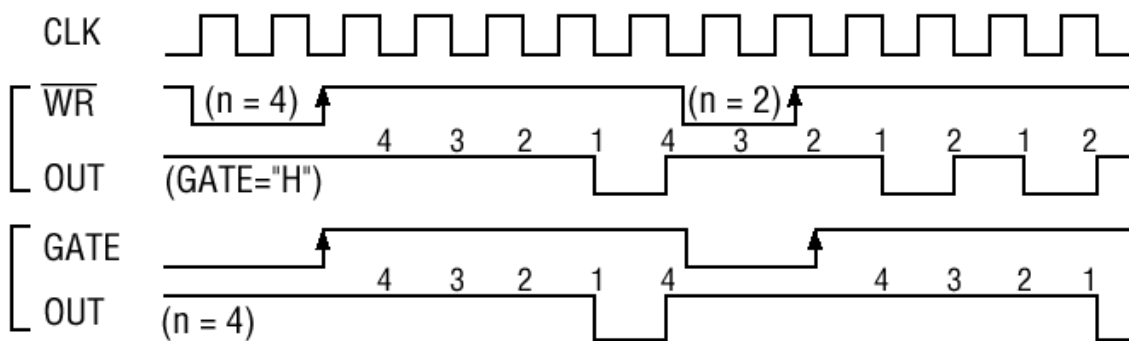 CLK
W̅R̅ (n = 4) (n = 2)
4 3 2 1 4 3 2 1 2 1 2
OUT (GATE="H")
GATE
4 3 2 1 4 4 3 2 1
OUT (n = 4)